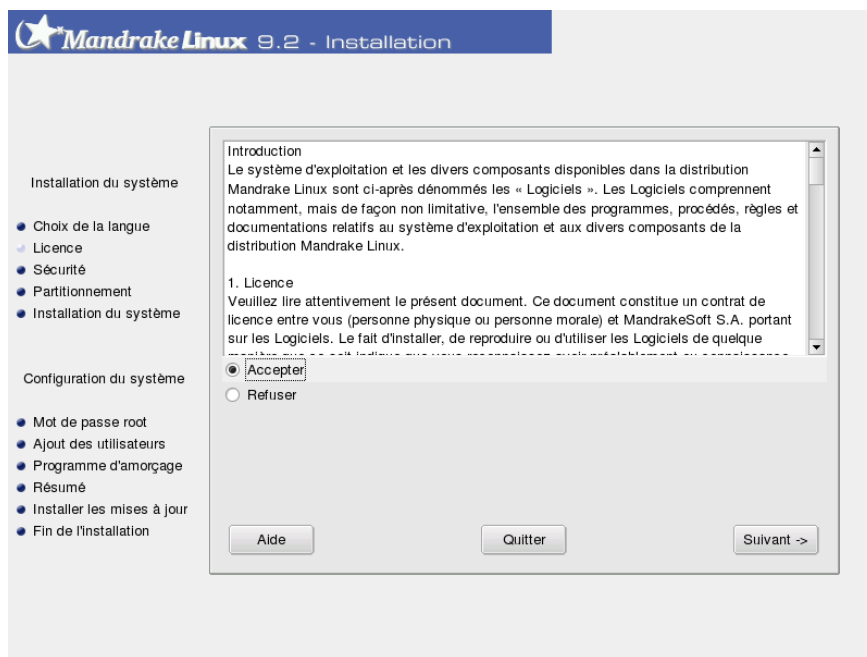 Mandrake Linux 9.2 - Installation
Installation du système
Choix de la langue
Licence
Sécurité
Partitionnement
Installation du système
Configuration du système
Mot de passe root
Ajout des utilisateurs
Programme d'amorçage
Résumé
Installer les mises à jour
Fin de l'installation
Introduction
Le système d'exploitation et les divers composants disponibles dans la distribution
Mandrake Linux sont ci-après dénommés les « Logiciels ». Les Logiciels comprennent
notamment, mais de façon non limitative, l'ensemble des programmes, procédés, règles et
documentations relatifs au système d'exploitation et aux divers composants de la
distribution Mandrake Linux.
1. Licence
Veuillez lire attentivement le présent document. Ce document constitue un contrat de
licence entre vous (personne physique ou personne morale) et MandrakeSoft S.A. portant
sur les Logiciels. Le fait d'installer, de reproduire ou d'utiliser les Logiciels de quelque
Accepter
Refuser
Aide
Quitter
Suivant ->